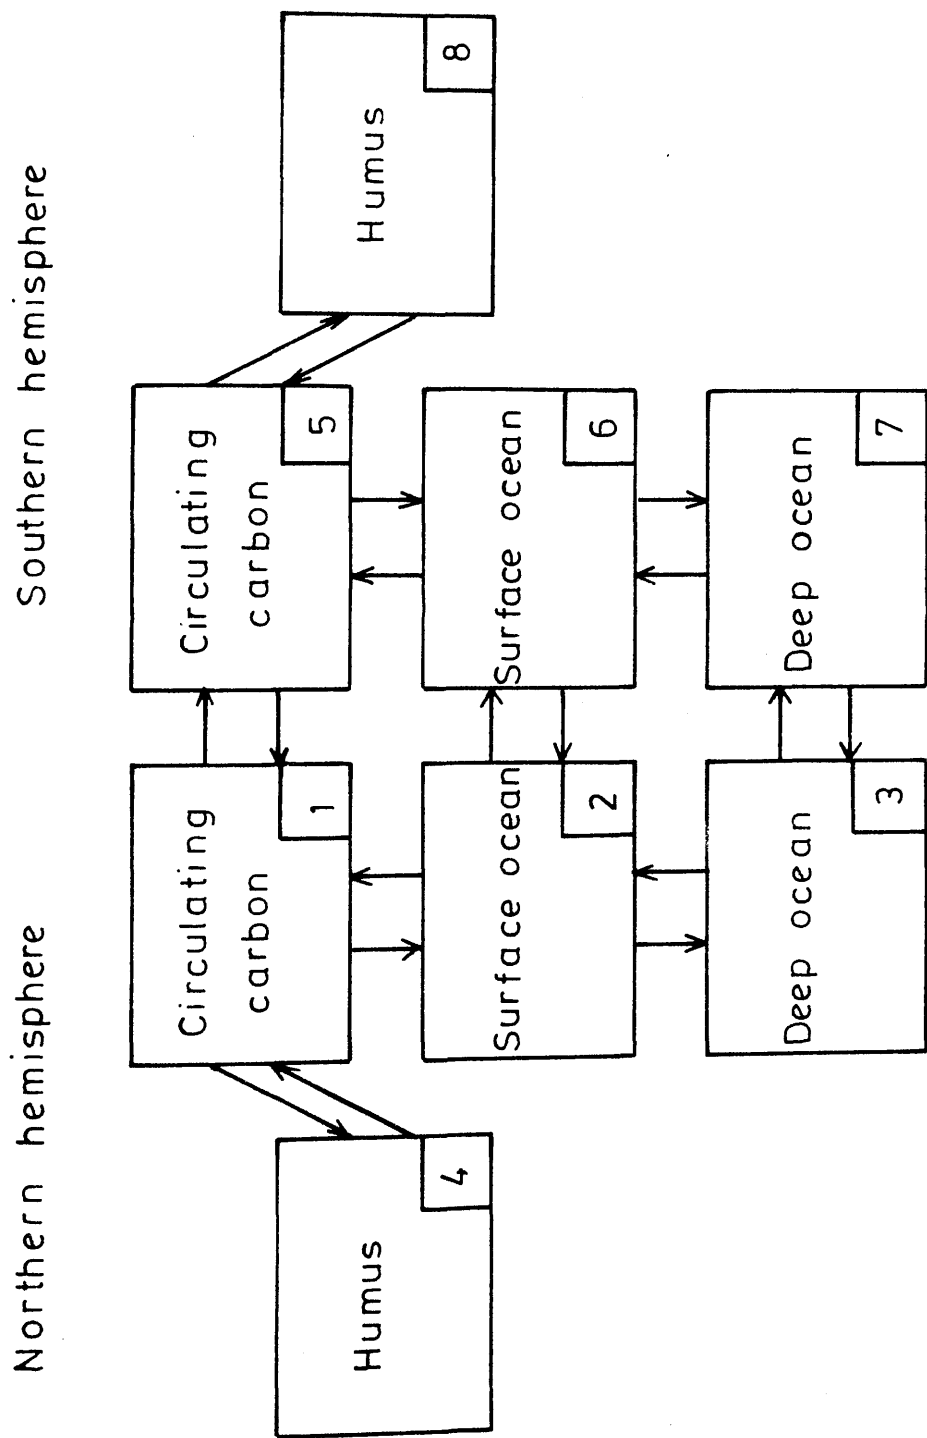 Northern hemisphere
Southern hemisphere
Humus
4
Circulating
carbon
1
Circulating
carbon
5
Humus
8
Surface ocean
2
Surface ocean
6
Deep ocean
3
Deep ocean
7